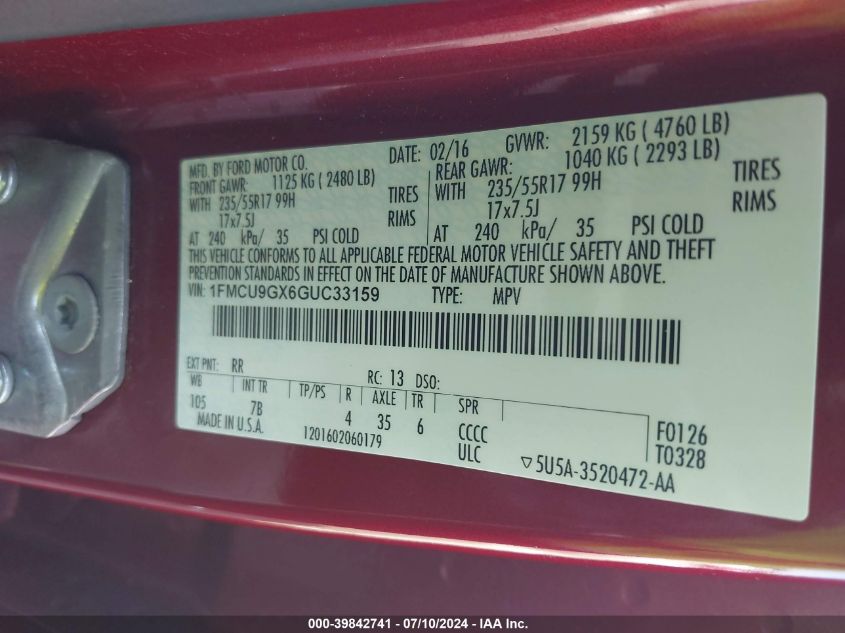 MFD. BY FORD MOTOR CO.
DATE: 02/16 GVWR: 2159 KG ( 4760 LB)
FRONT GAWR: 1125 KG ( 2480 LB)
REAR GAWR: 1040 KG ( 2293 LB)
WITH 235/55R17 99H TIRES
WITH 235/55R17 99H TIRES
17x7.5J RIMS
17x7.5J RIMS
AT 240 kPa/ 35 PSI COLD
AT 240 kPa/ 35 PSI COLD
THIS VEHICLE CONFORMS TO ALL APPLICABLE FEDERAL MOTOR VEHICLE SAFETY AND THEFT
PREVENTION STANDARDS IN EFFECT ON THE DATE OF MANUFACTURE SHOWN ABOVE.
VIN: 1FMCU9GX6GUC33159 TYPE: MPV
EXT PNT: RR RC: 13 DSO:
WB INT TR TP/PS R AXLE TR SPR
105 7B 4 35 6 CCCC F0126
MADE IN U.S.A. 1201602060179 ULC T0328
▽5U5A-3520472-AA
000-39842741 - 07/10/2024 - IAA Inc.